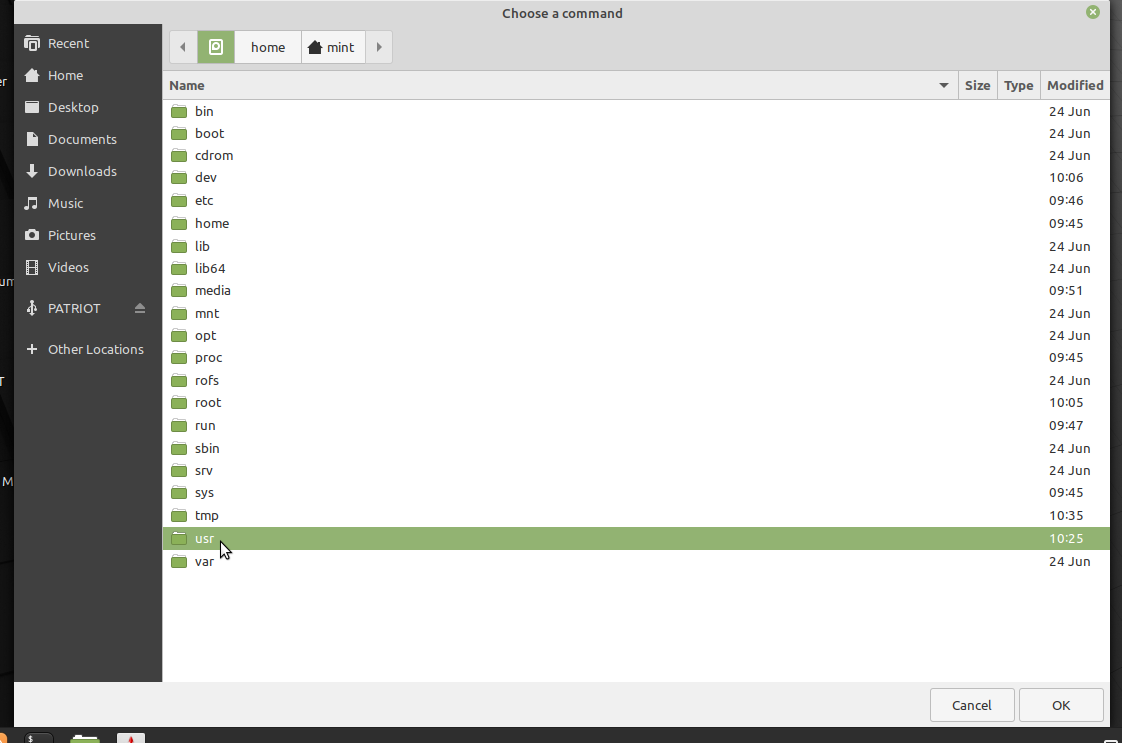 Choose a command
er
Recent
Home
Desktop
Documents
Downloads
Music
Pictures
Videos
PATRIOT
Other Locations
um
T
M
home mint
Name Size Type Modified
bin 24 Jun
boot 24 Jun
cdrom 24 Jun
dev 10:06
etc 09:46
home 09:45
lib 24 Jun
lib64 24 Jun
media 09:51
mnt 24 Jun
opt 24 Jun
proc 09:45
rofs 24 Jun
root 10:05
run 09:47
sbin 24 Jun
srv 24 Jun
sys 09:45
tmp 10:35
usr 10:25
var 24 Jun
Cancel OK
$